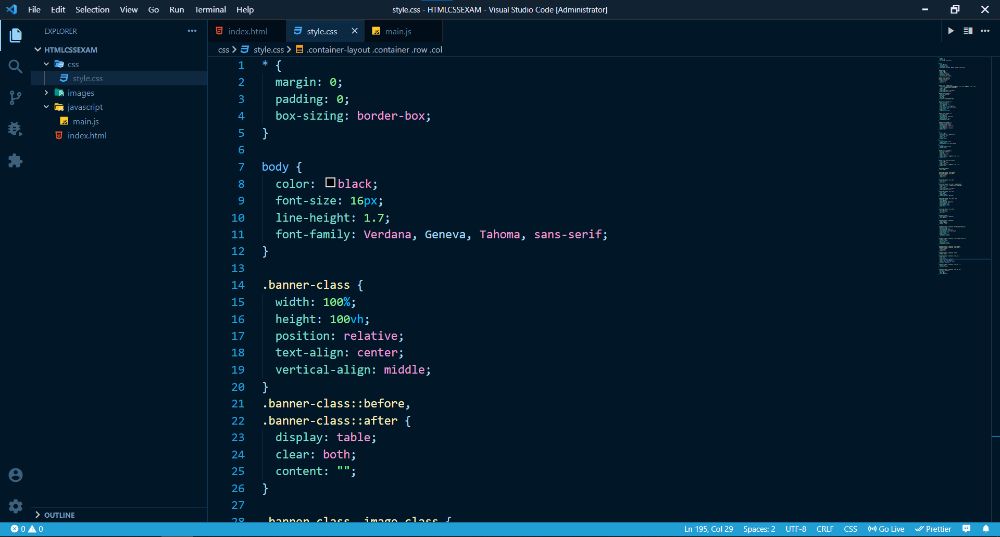 File Edit Selection View Go Run Terminal Help
style.css - HTMLCSSEXAM - Visual Studio Code [Administrator]
EXPLORER
HTMLCSSEXAM
css
style.css
images
javascript
main.js
index.html
OUTLINE
index.html style.css main.js
css > style.css > .container-layout .container .row .col
1 * {
2 margin: 0;
3 padding: 0;
4 box-sizing: border-box;
5 }
6
7 body {
8 color: black;
9 font-size: 16px;
10 line-height: 1.7;
11 font-family: Verdana, Geneva, Tahoma, sans-serif;
12 }
13
14 .banner-class {
15 width: 100%;
16 height: 100vh;
17 position: relative;
18 text-align: center;
19 vertical-align: middle;
20 }
21 .banner-class::before,
22 .banner-class::after {
23 display: table;
24 clear: both;
25 content: "";
26 }
27
28 .banner-class .image-class {
0 0 Ln 195, Col 29 Spaces: 2 UTF-8 CRLF CSS Go Live Prettier